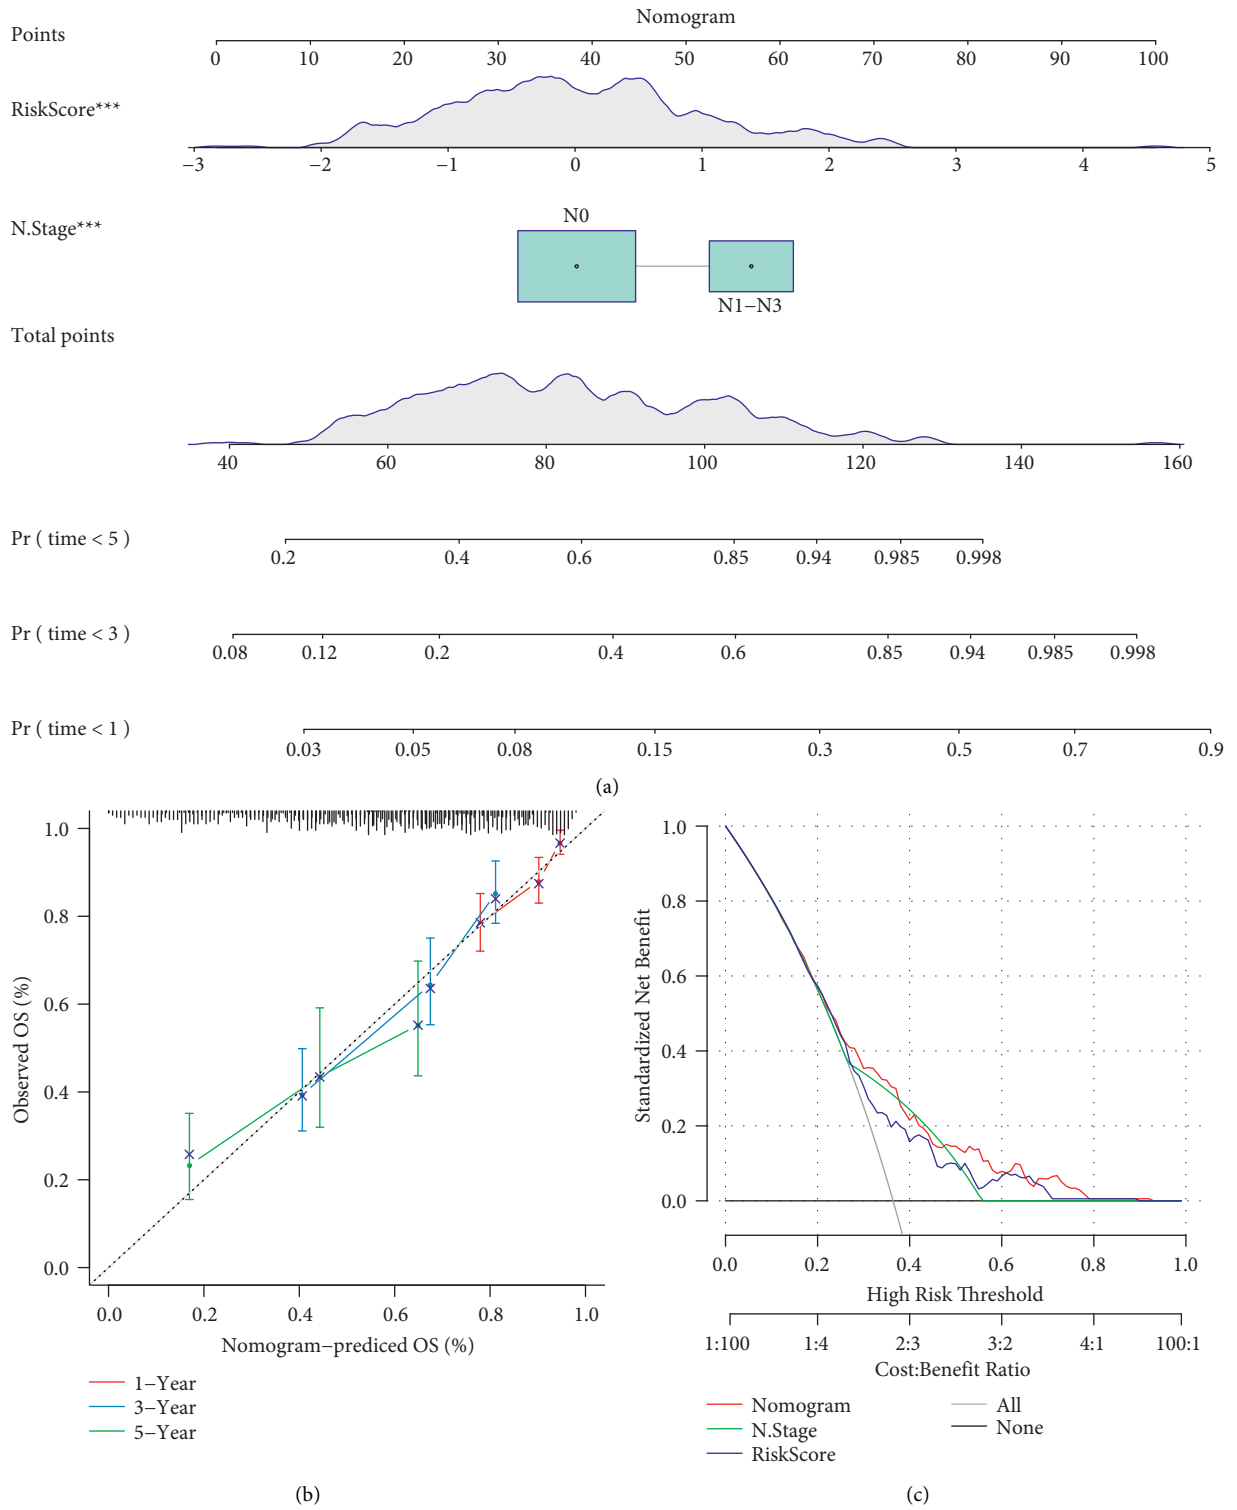 Nomogram
Points
0 10 20 30 40 50 60 70 80 90 100
RiskScore***
−3 −2 −1 0 1 2 3 4 5
N.Stage***
N0
N1−N3
Total points
40 60 80 100 120 140 160
Pr ( time < 5 )
0.2 0.4 0.6 0.85 0.94 0.985 0.998
Pr ( time < 3 )
0.08 0.12 0.2 0.4 0.6 0.85 0.94 0.985 0.998
Pr ( time < 1 )
0.03 0.05 0.08 0.15 0.3 0.5 0.7 0.9
(a)
Observed OS (%)
1.0
0.8
0.6
0.4
0.2
0.0
0.0 0.2 0.4 0.6 0.8 1.0
Nomogram−prediced OS (%)
1−Year
3−Year
5−Year
(b)
Standardized Net Benefit
1.0
0.8
0.6
0.4
0.2
0.0
0.0 0.2 0.4 0.6 0.8 1.0
High Risk Threshold
1:100 1:4 2:3 3:2 4:1 100:1
Cost:Benefit Ratio
Nomogram
N.Stage
RiskScore
All
None
(c)